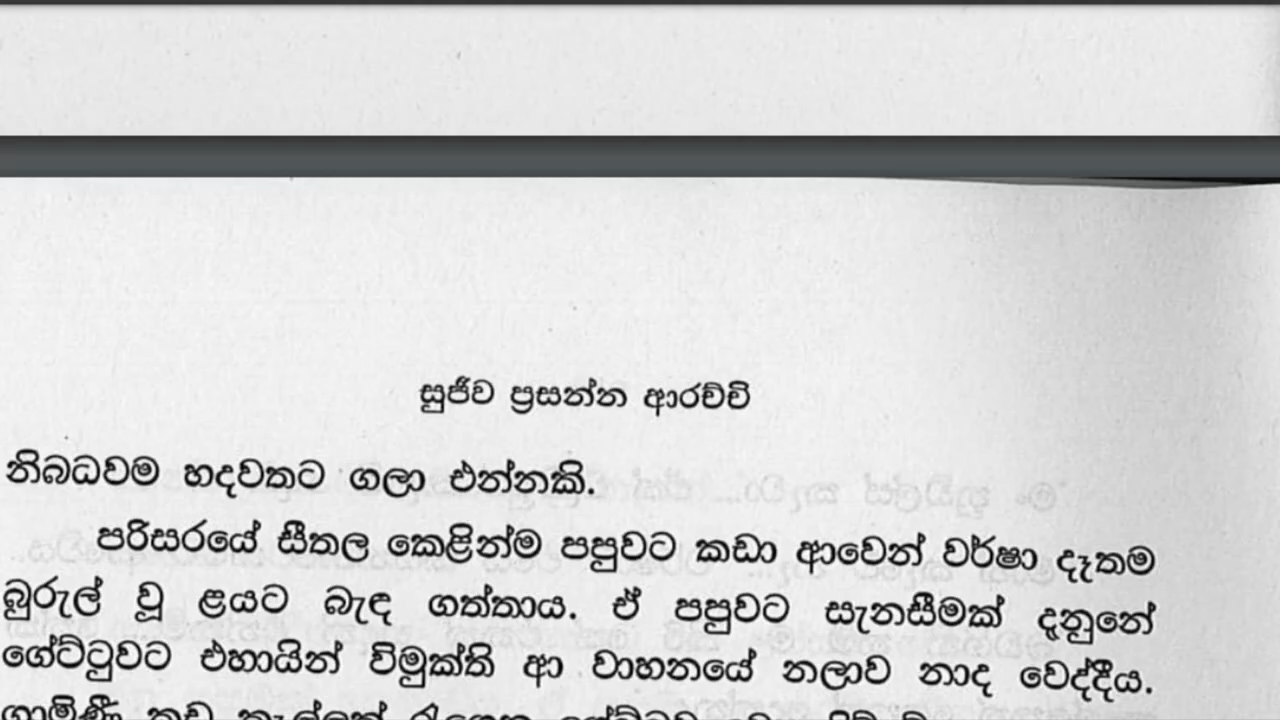 සුජීව ප්‍රසන්න ආරච්චි
නිබධවම හදවතට ගලා එන්නකි.
පරිසරයේ සීතල කෙළින්ම පපුවට කඩා ආවෙන් වර්ෂා දෑතම
බුරුල් වූ ළයට බැඳ ගත්තාය. ඒ පපුවට සැනසීමක් දැනුනේ
ගේට්ටුවට එහායින් විමුක්ති ආ වාහනයේ නලාව නාද වෙද්දීය.